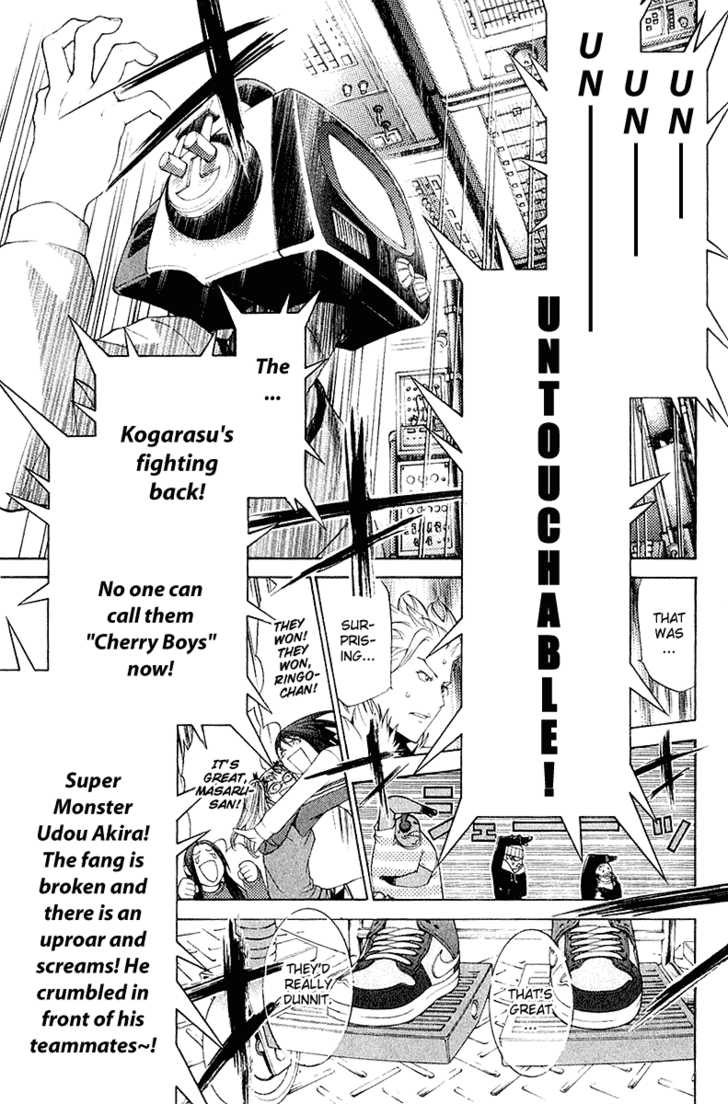 UN
UN
UN
UNTOUCHABLE!
The
...
Kogarasu's
fighting
back!
No one can
call them
"Cherry Boys"
now!
THAT
WAS ...
SUR-
PRIS-
ING...
THEY
WON!
THEY
WON,
RINGO-
CHAN!
IT'S
GREAT,
MASARU-
SAN!
Super
Monster
Udou Akira!
The fang is
broken and
there is an
uproar and
screams! He
crumbled in
front of his
teammates~!
THAT'S
GREAT
...
THEY'D
REALLY
DUNNIT.